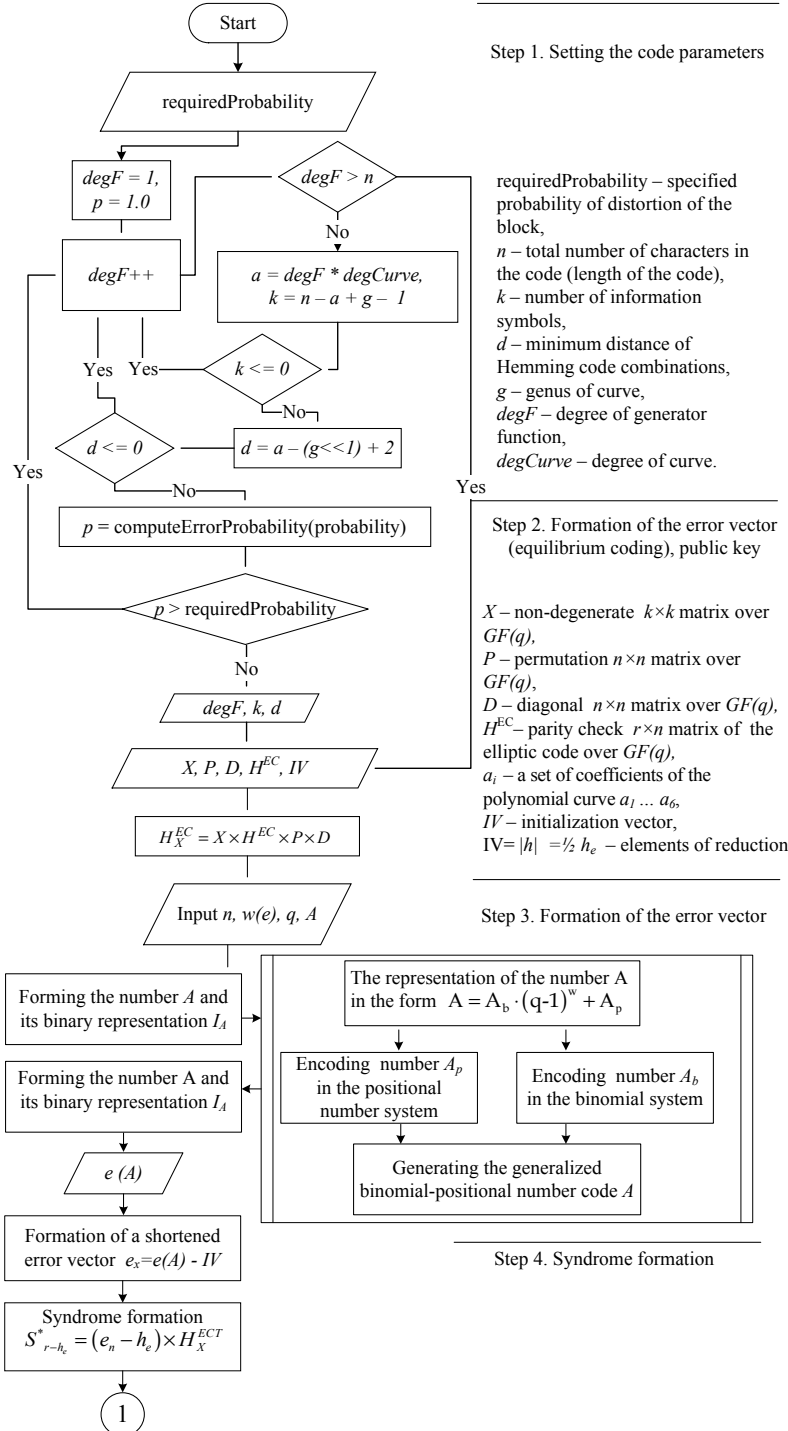 Start
Step 1. Setting the code parameters
requiredProbability
degF = 1,
p = 1.0
degF > n
No
degF++
a = degF * degCurve,
k = n – a + g – 1
Yes
Yes
k <= 0
No
d <= 0
d = a – (g<<1) + 2
Yes
No
Yes
p = computeErrorProbability(probability)
p > requiredProbability
No
degF, k, d
X, P, D, H^EC, IV
H_X^EC = X × H^EC × P × D
Input n, w(e), q, A
requiredProbability – specified
probability of distortion of the
block,
n – total number of characters in
the code (length of the code),
k – number of information
symbols,
d – minimum distance of
Hemming code combinations,
g – genus of curve,
degF – degree of generator
function,
degCurve – degree of curve.
Step 2. Formation of the error vector
(equilibrium coding), public key
X – non-degenerate k×k matrix over
GF(q),
P – permutation n×n matrix over
GF(q),
D – diagonal n×n matrix over GF(q),
H^EC– parity check r×n matrix of the
elliptic code over GF(q),
a_i – a set of coefficients of the
polynomial curve a_1 ... a_6,
IV – initialization vector,
IV= |h| =½ h_e – elements of reduction
Step 3. Formation of the error vector
Forming the number A and
its binary representation I_A
The representation of the number A
in the form A = A_b · (q-1)^w + A_p
Encoding number A_p
in the positional
number system
Encoding number A_b
in the binomial system
Generating the generalized
binomial-positional number code A
Forming the number A and
its binary representation I_A
e (A)
Formation of a shortened
error vector e_x=e(A) - IV
Step 4. Syndrome formation
Syndrome formation
S*_{r–h_e} = (e_n – h_e) × H_X^ECT
1